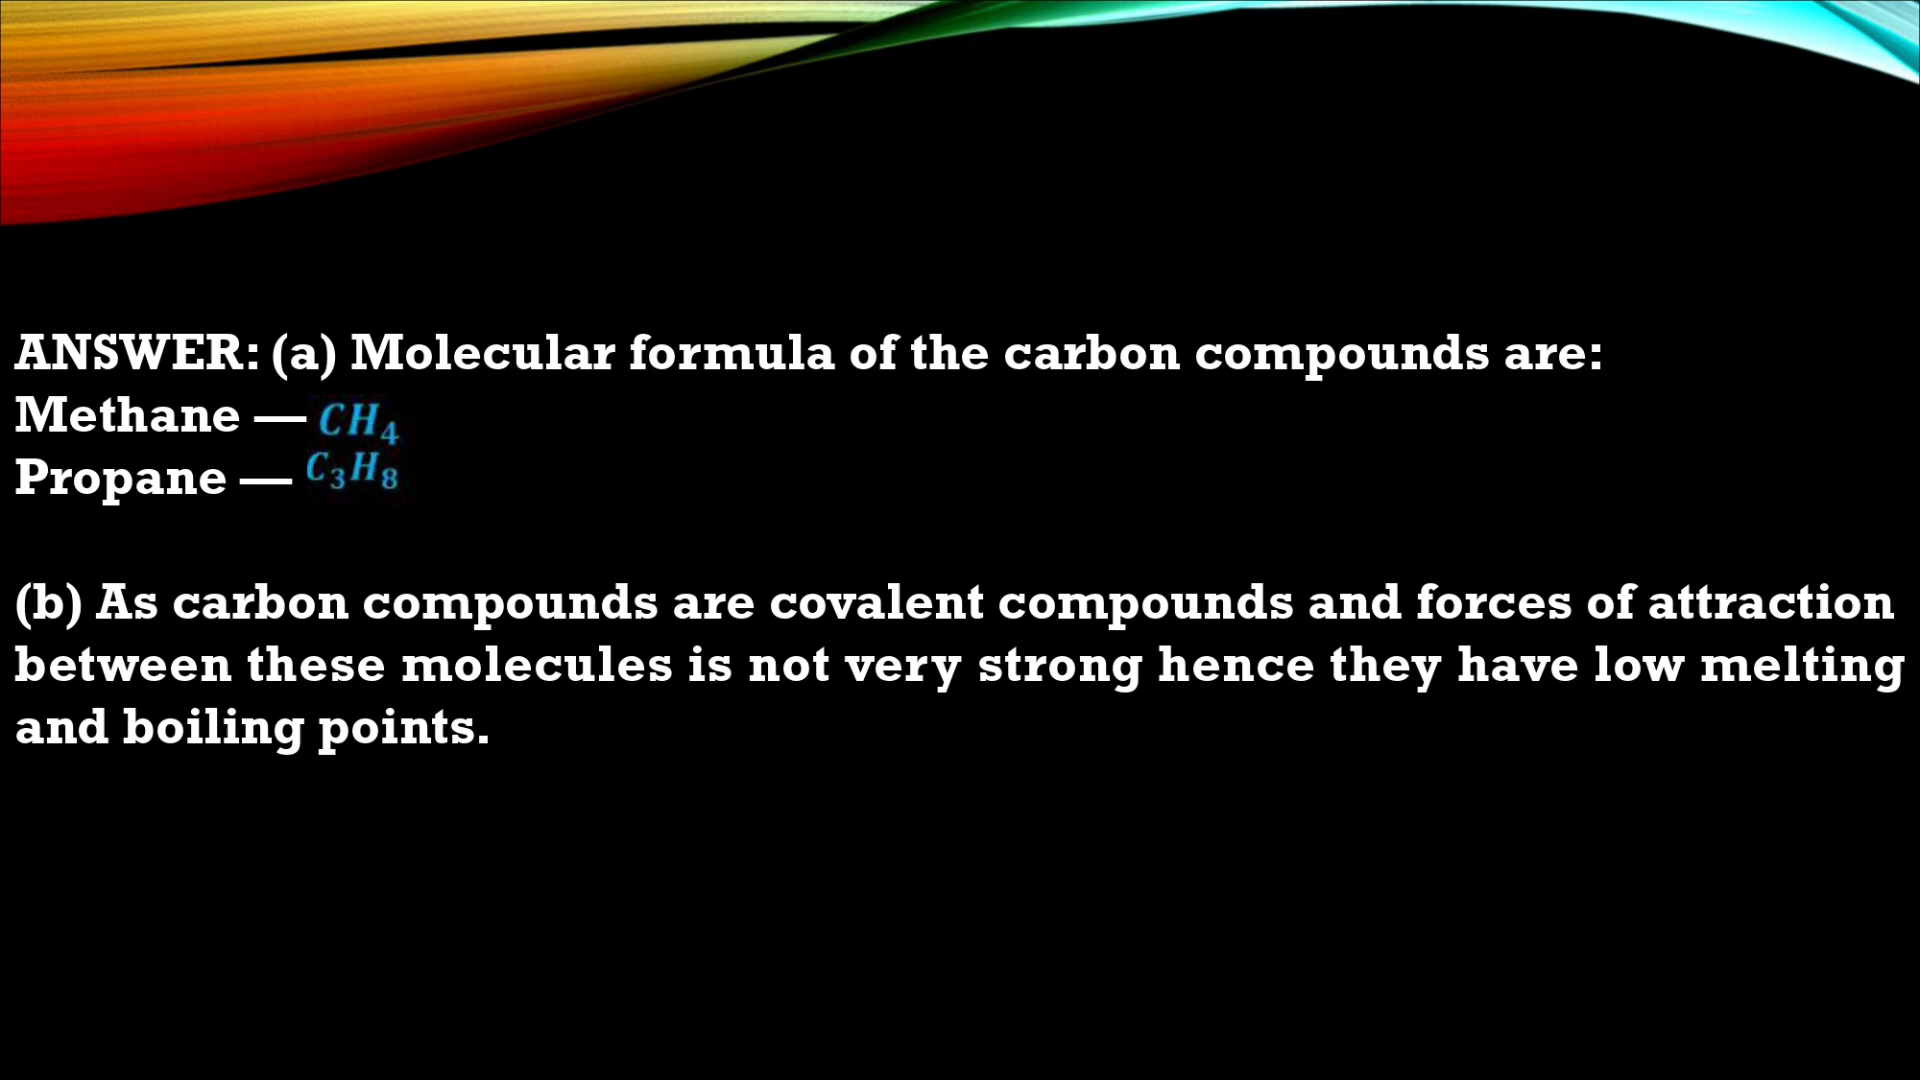 ANSWER: (a) Molecular formula of the carbon compounds are:
Methane — CH₄
Propane — C₃H₈
(b) As carbon compounds are covalent compounds and forces of attraction
between these molecules is not very strong hence they have low melting
and boiling points.